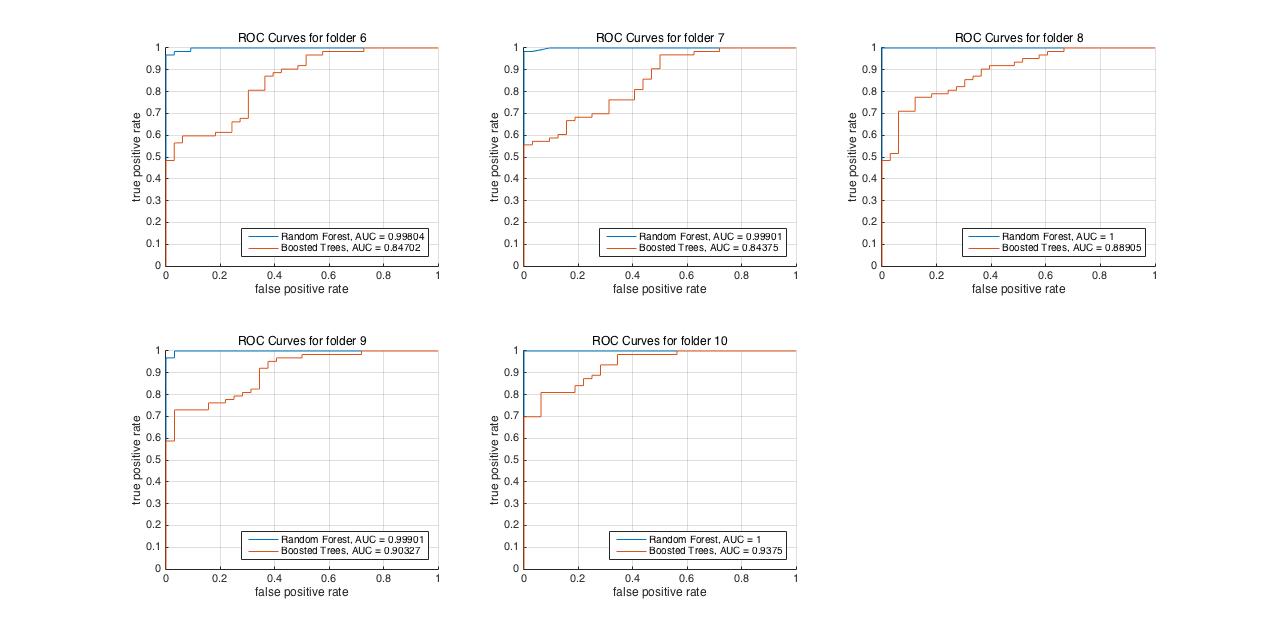 ROC Curves for folder 6
1
0.9
0.8
0.7
0.6
0.5
0.4
0.3
0.2
0.1
0
true positive rate
Random Forest, AUC = 0.99804
Boosted Trees, AUC = 0.84702
0 0.2 0.4 0.6 0.8 1
false positive rate
ROC Curves for folder 7
1
0.9
0.8
0.7
0.6
0.5
0.4
0.3
0.2
0.1
0
true positive rate
Random Forest, AUC = 0.99901
Boosted Trees, AUC = 0.84375
0 0.2 0.4 0.6 0.8 1
false positive rate
ROC Curves for folder 8
1
0.9
0.8
0.7
0.6
0.5
0.4
0.3
0.2
0.1
0
true positive rate
Random Forest, AUC = 1
Boosted Trees, AUC = 0.88905
0 0.2 0.4 0.6 0.8 1
false positive rate
ROC Curves for folder 9
1
0.9
0.8
0.7
0.6
0.5
0.4
0.3
0.2
0.1
0
true positive rate
Random Forest, AUC = 0.99901
Boosted Trees, AUC = 0.90327
0 0.2 0.4 0.6 0.8 1
false positive rate
ROC Curves for folder 10
1
0.9
0.8
0.7
0.6
0.5
0.4
0.3
0.2
0.1
0
true positive rate
Random Forest, AUC = 1
Boosted Trees, AUC = 0.9375
0 0.2 0.4 0.6 0.8 1
false positive rate